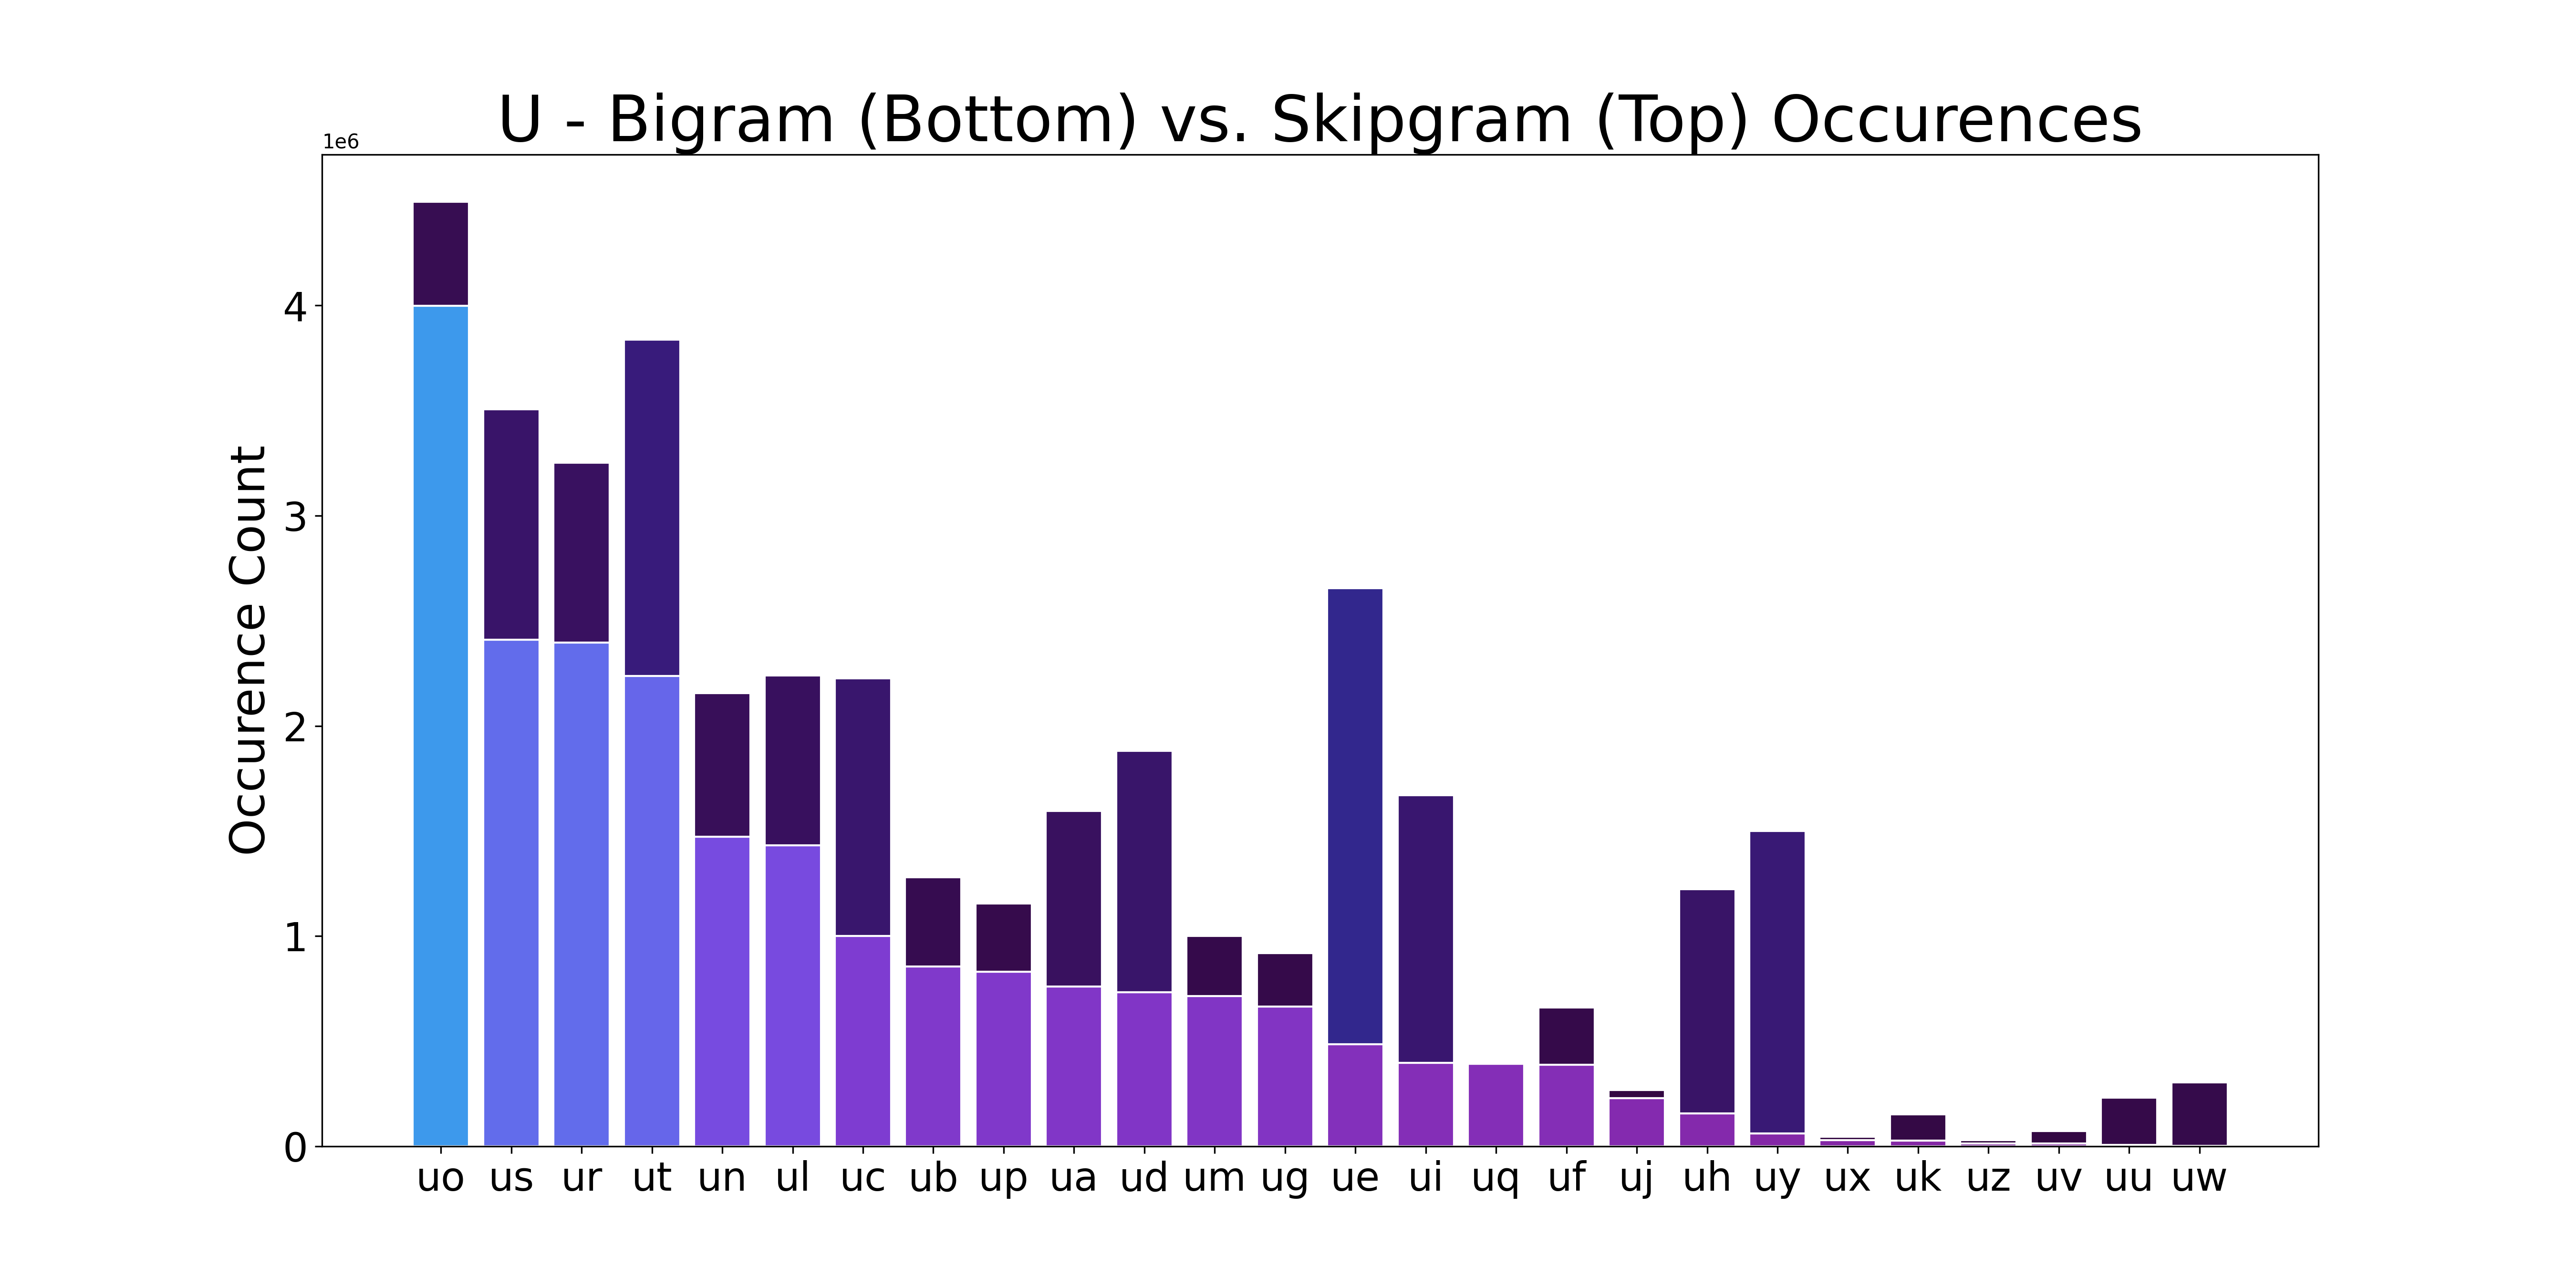 U - Bigram (Bottom) vs. Skipgram (Top) Occurences
1e6
Occurence Count
4
3
2
1
0
uo us ur ut un ul uc ub up ua ud um ug ue ui uq uf uj uh uy ux uk uz uv uu uw